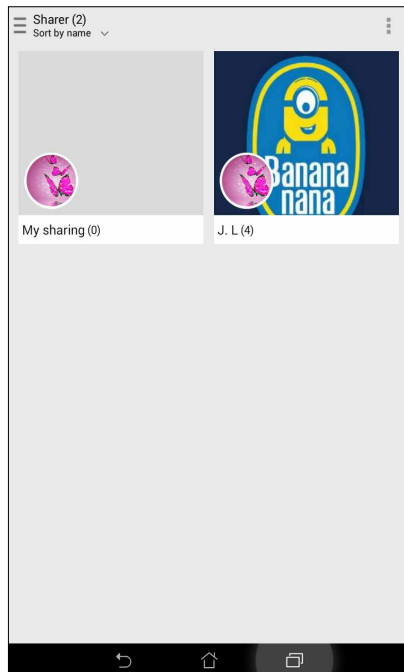 Sharer (2)
Sort by name
Banana
nana
My sharing (0)
J. L (4)